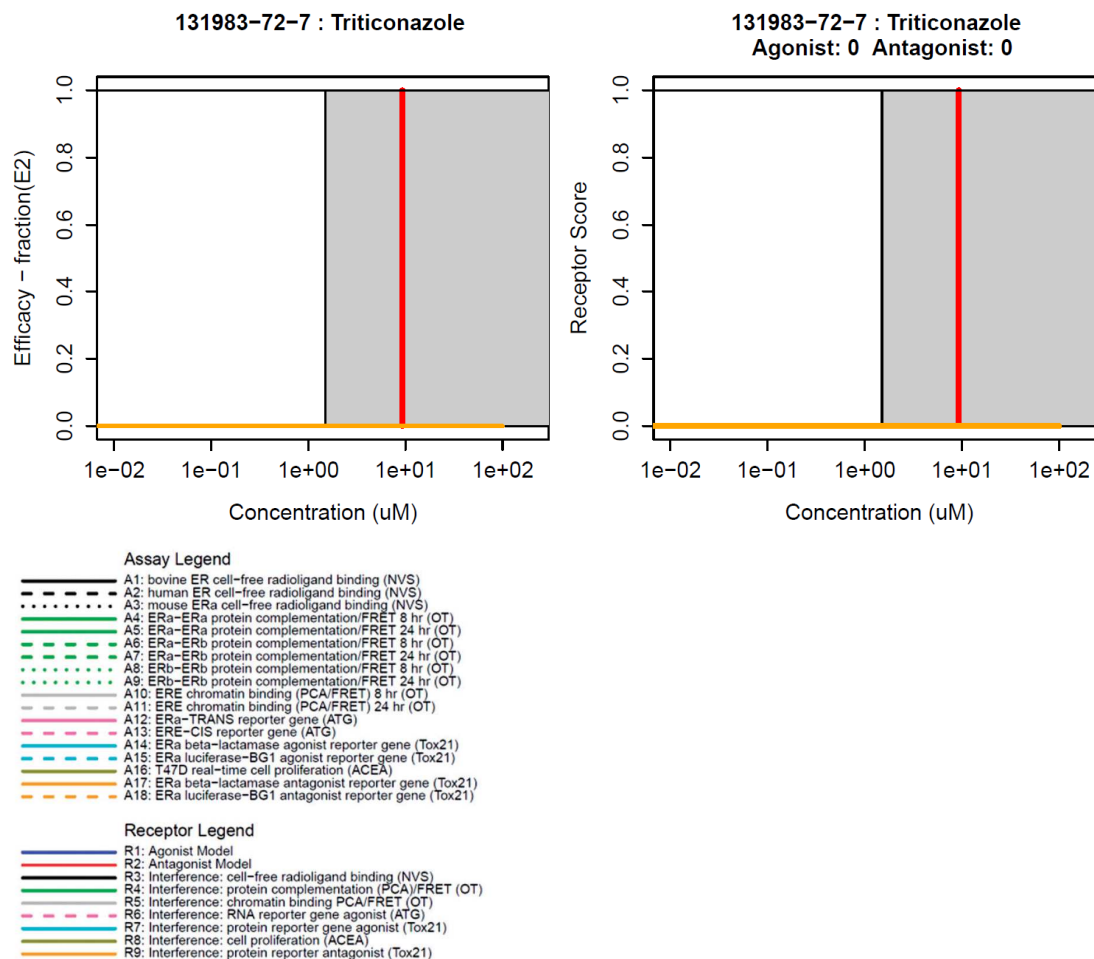 131983−72−7 : Triticonazole
Efficacy − fraction(E2)
1.0
0.8
0.6
0.4
0.2
0.0
1e−02 1e−01 1e+00 1e+01 1e+02
Concentration (uM)
131983−72−7 : Triticonazole
Agonist: 0 Antagonist: 0
Receptor Score
1.0
0.8
0.6
0.4
0.2
0.0
1e−02 1e−01 1e+00 1e+01 1e+02
Concentration (uM)
Assay Legend
A1: bovine ER cell−free radioligand binding (NVS)
A2: human ER cell−free radioligand binding (NVS)
A3: mouse ERa cell−free radioligand binding (NVS)
A4: ERa−ERa protein complementation/FRET 8 hr (OT)
A5: ERa−ERa protein complementation/FRET 24 hr (OT)
A6: ERa−ERb protein complementation/FRET 8 hr (OT)
A7: ERa−ERb protein complementation/FRET 24 hr (OT)
A8: ERb−ERb protein complementation/FRET 8 hr (OT)
A9: ERb−ERb protein complementation/FRET 24 hr (OT)
A10: ERE chromatin binding (PCA/FRET) 8 hr (OT)
A11: ERE chromatin binding (PCA/FRET) 24 hr (OT)
A12: ERa−TRANS reporter gene (ATG)
A13: ERE−CIS reporter gene (ATG)
A14: ERa beta−lactamase agonist reporter gene (Tox21)
A15: ERa luciferase−BG1 agonist reporter gene (Tox21)
A16: T47D real−time cell proliferation (ACEA)
A17: ERa beta−lactamase antagonist reporter gene (Tox21)
A18: ERa luciferase−BG1 antagonist reporter gene (Tox21)
Receptor Legend
R1: Agonist Model
R2: Antagonist Model
R3: Interference: cell−free radioligand binding (NVS)
R4: Interference: protein complementation (PCA)/FRET (OT)
R5: Interference: chromatin binding PCA/FRET (OT)
R6: Interference: RNA reporter gene agonist (ATG)
R7: Interference: protein reporter gene agonist (Tox21)
R8: Interference: cell proliferation (ACEA)
R9: Interference: protein reporter antagonist (Tox21)